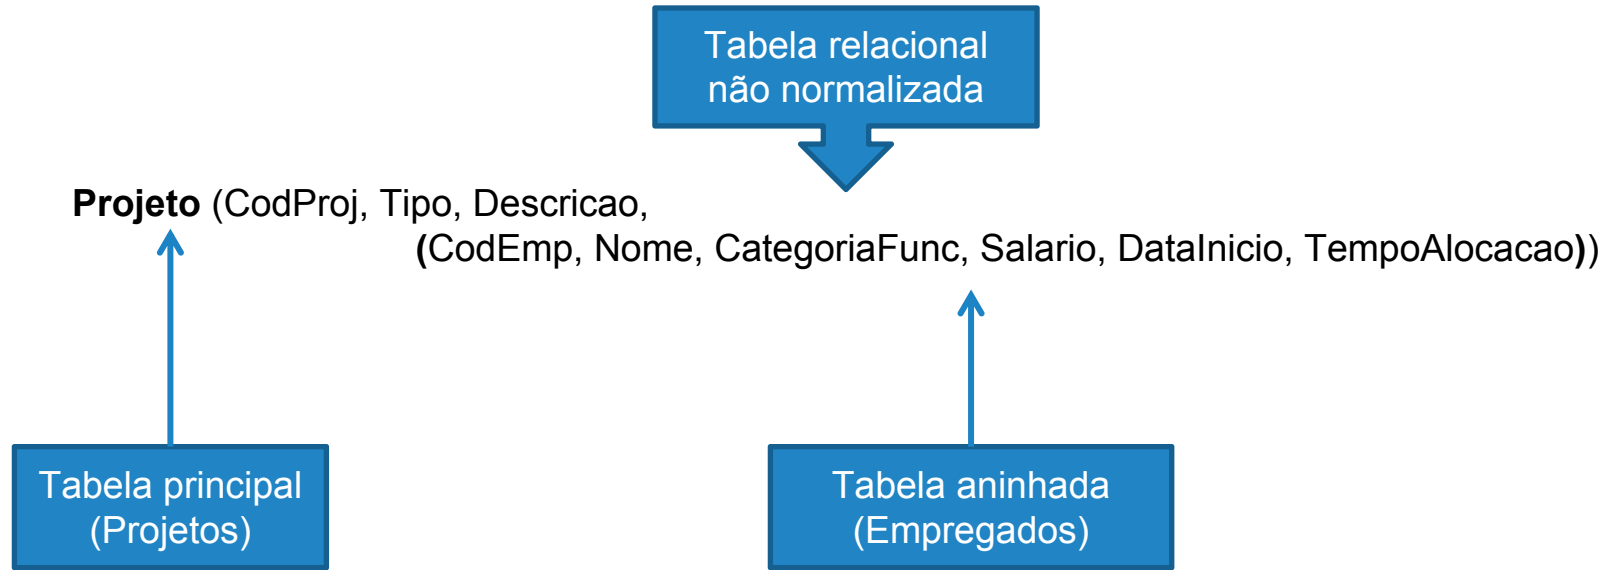 Tabela relacional
não normalizada
Projeto (CodProj, Tipo, Descricao,
(CodEmp, Nome, CategoriaFunc, Salario, DataInicio, TempoAlocacao))
Tabela principal
(Projetos)
Tabela aninhada
(Empregados)